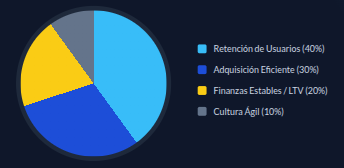 Retención de Usuarios (40%)
Adquisición Eficiente (30%)
Finanzas Estables / LTV (20%)
Cultura Ágil (10%)